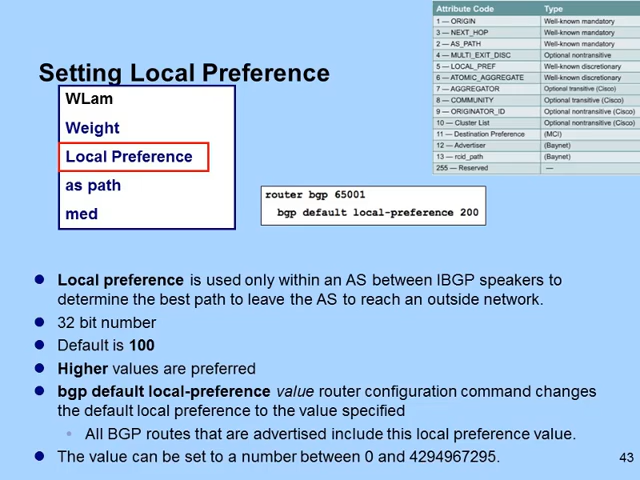 Attribute Code Type
1 — ORIGIN Well-known mandatory
3 — NEXT_HOP Well-known mandatory
2 — AS_PATH Well-known mandatory
4 — MULTI_EXIT_DISC Optional nontransitive
5 — LOCAL_PREF Well-known discretionary
6 — ATOMIC_AGGREGATE Well-known discretionary
7 — AGGREGATOR Optional transitive (Cisco)
8 — COMMUNITY Optional transitive (Cisco)
9 — ORIGINATOR_ID Optional nontransitive (Cisco)
10 — Cluster List Optional nontransitive (Cisco)
11 — Destination Preference (MCI)
12 — Advertiser (Baynet)
13 — rcid_path (Baynet)
255 — Reserved —
Setting Local Preference
WLam
Weight
Local Preference
as path
med
router bgp 65001
bgp default local-preference 200
● Local preference is used only within an AS between IBGP speakers to
determine the best path to leave the AS to reach an outside network.
● 32 bit number
● Default is 100
● Higher values are preferred
● bgp default local-preference value router configuration command changes
the default local preference to the value specified
• All BGP routes that are advertised include this local preference value.
● The value can be set to a number between 0 and 4294967295.
43